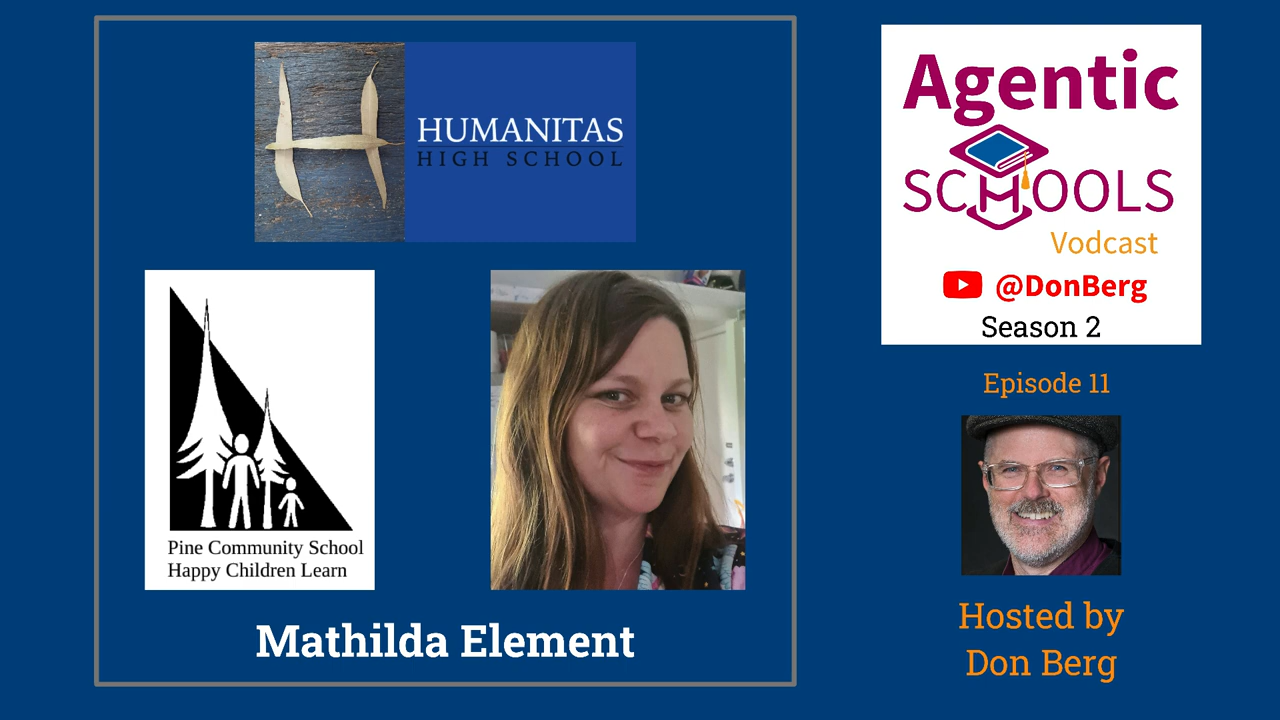 HUMANITAS
HIGH SCHOOL
Pine Community School
Happy Children Learn
Mathilda Element
Agentic
SCHOOLS
Vodcast
@DonBerg
Season 2
Episode 11
Hosted by
Don Berg